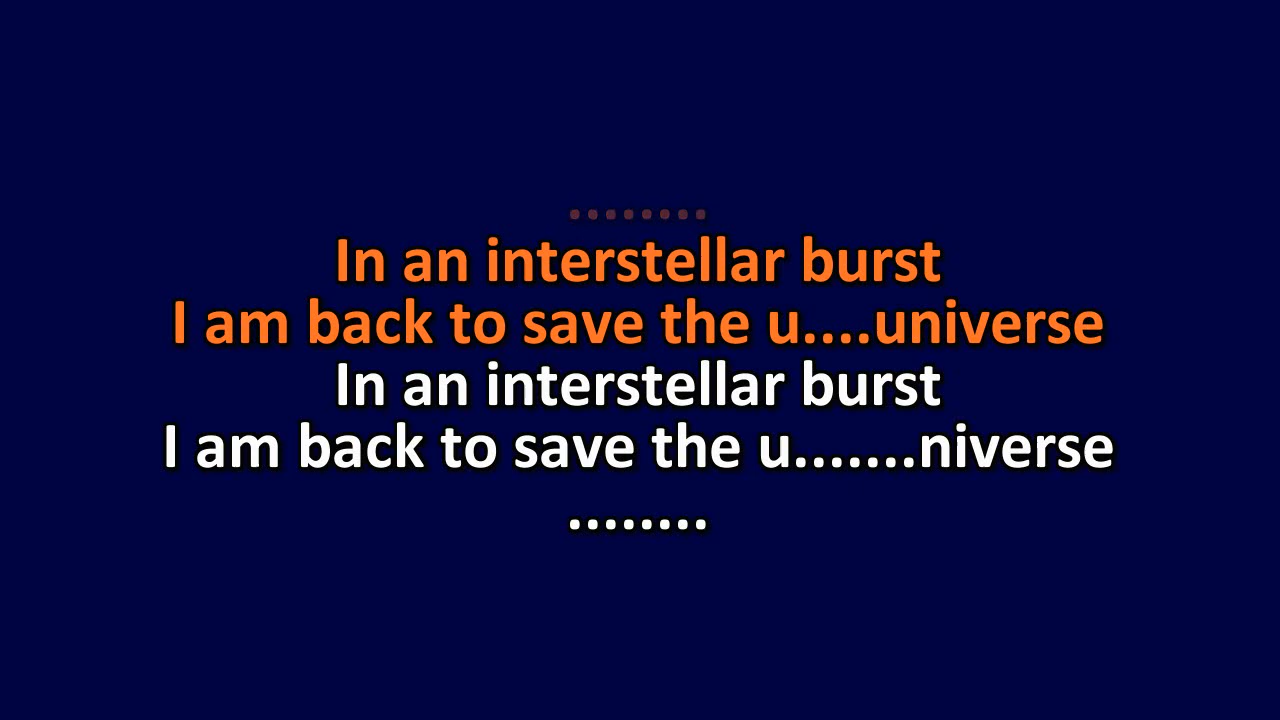 ........
In an interstellar burst
I am back to save the u....universe
In an interstellar burst
I am back to save the u.......niverse
........